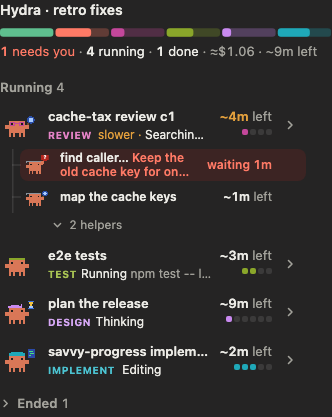 Hydra · retro fixes
1 needs you · 4 running · 1 done · ≈$1.06 · ~9m left
Running 4
cache-tax review c1
~4m left
REVIEW slower · Searchin...
find caller... Keep the old cache key for on...
waiting 1m
map the cache keys
~1m left
2 helpers
e2e tests
~3m left
TEST Running npm test -- l...
plan the release
~9m left
DESIGN Thinking
savvy-progress implem...
~2m left
IMPLEMENT Editing
Ended 1